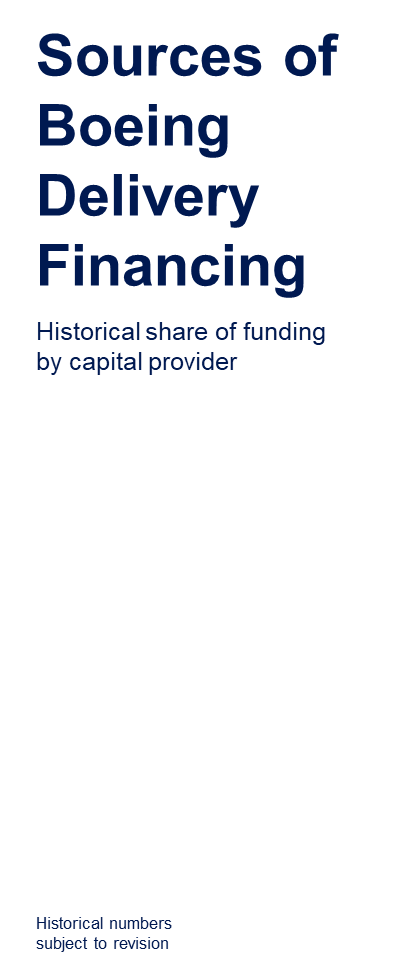 Sources of
Boeing
Delivery
Financing
Historical share of funding
by capital provider
Historical numbers
subject to revision